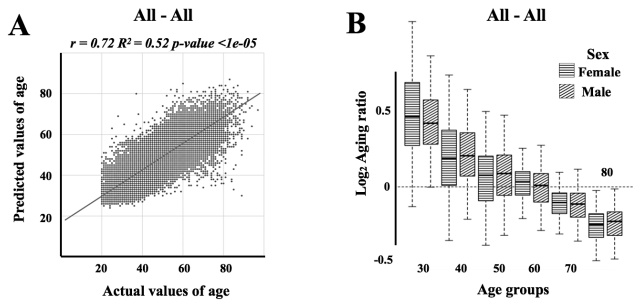 A
All - All
r = 0.72 R² = 0.52 p-value <1e-05
Predicted values of age
80
60
40
20
20 40 60 80
Actual values of age
B
All - All
Sex
Female
Male
Log₂ Aging ratio
0.5
0
-0.5
80
30 40 50 60 70
Age groups